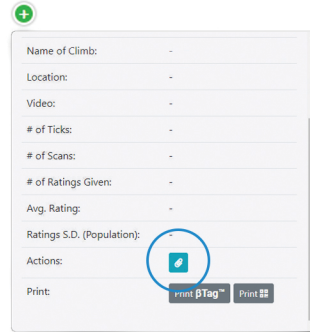 Name of Climb: -
Location: -
Video: -
# of Ticks: -
# of Scans: -
# of Ratings Given: -
Avg. Rating: -
Ratings S.D. (Population): -
Actions:
Print: Print βTag™ Print